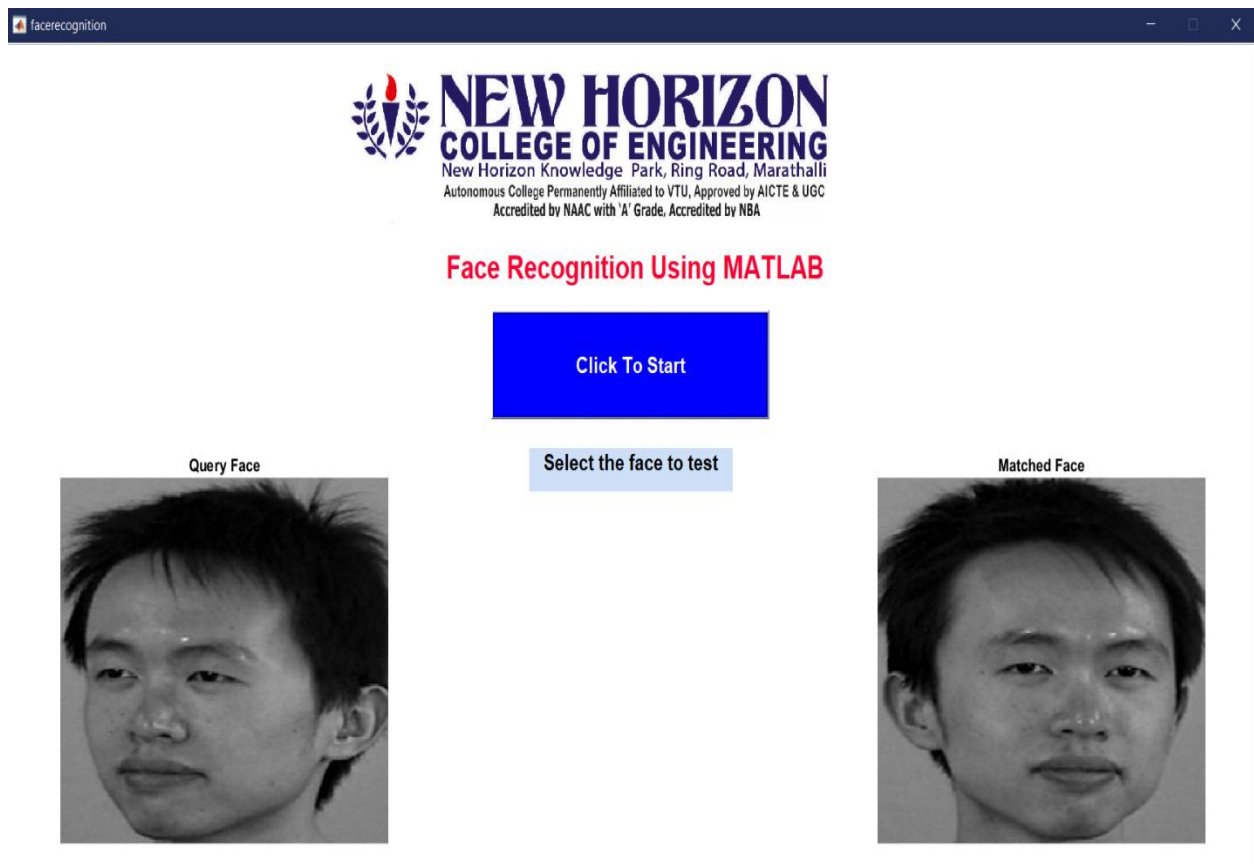 facerecognition
NEW HORIZON
COLLEGE OF ENGINEERING
New Horizon Knowledge Park, Ring Road, Marathalli
Autonomous College Permanently Affiliated to VTU, Approved by AICTE & UGC
Accredited by NAAC with 'A' Grade, Accredited by NBA
Face Recognition Using MATLAB
Click To Start
Select the face to test
Query Face
Matched Face